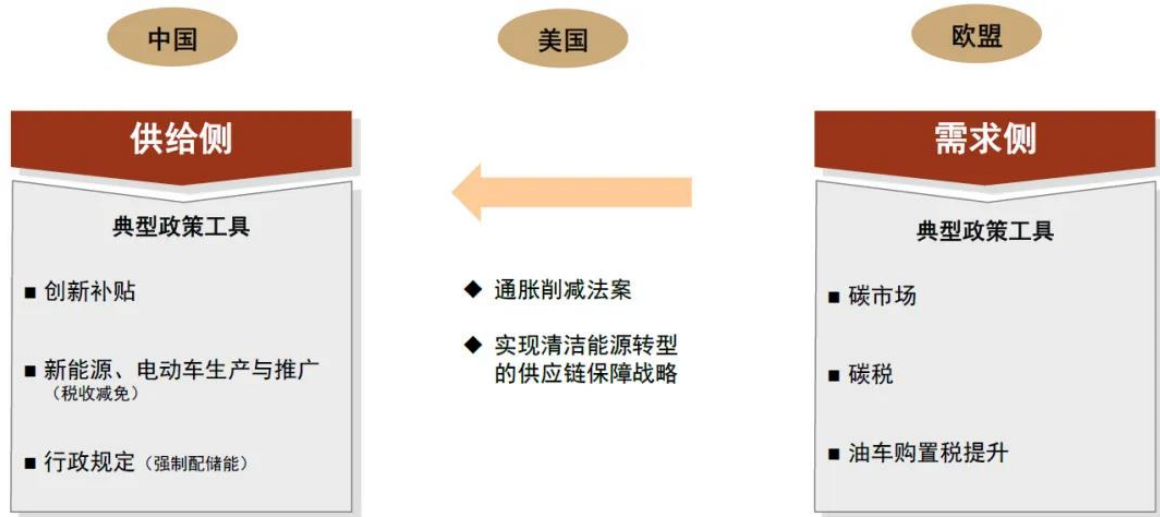 中国
美国
欧盟
供给侧
典型政策工具
■ 创新补贴
■ 新能源、电动车生产与推广
（税收减免）
■ 行政规定（强制配储能）
◆ 通胀削减法案
◆ 实现清洁能源转型
的供应链保障战略
需求侧
典型政策工具
■ 碳市场
■ 碳税
■ 油车购置税提升